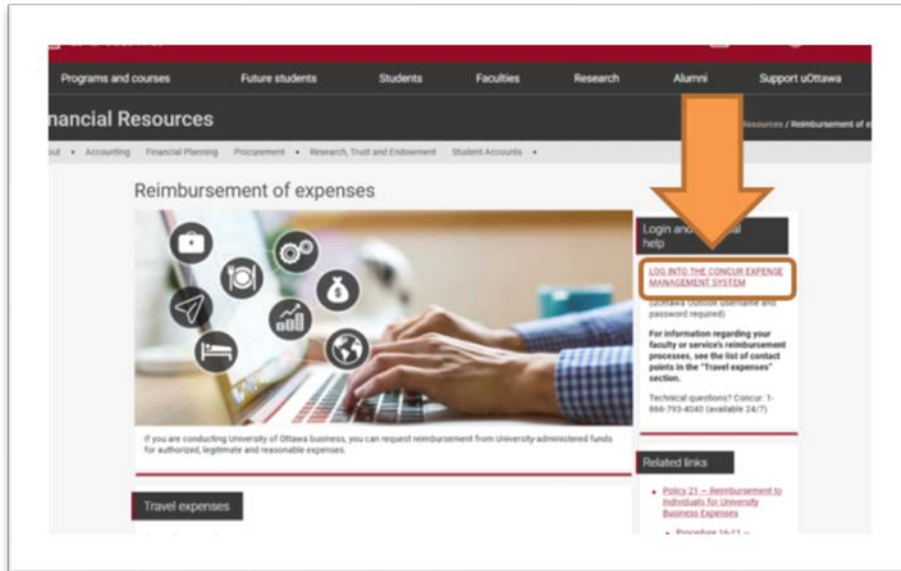 Programs and courses Future students Students Faculties Research Alumni Support uOttawa
nancial Resources
Resources / Reimbursement of e
out • Accounting Financial Planning Procurement • Research, Trust and Endowment Student Accounts •
Reimbursement of expenses
Login and
help
LOG INTO THE CONCUR EXPENSE
MANAGEMENT SYSTEM
(uOttawa Outlook username and
password required)
For information regarding your
faculty or service's reimbursement
processes, see the list of contact
points in the "Travel expenses"
section.
Technical questions? Concur: 1-
866-793-4040 (available 24/7)
If you are conducting University of Ottawa business, you can request reimbursement from University-administered funds
for authorized, legitimate and reasonable expenses.
Related links
• Policy 21 — Reimbursement to
Individuals for University
Business Expenses
• Procedure 16-11 —
Travel expenses